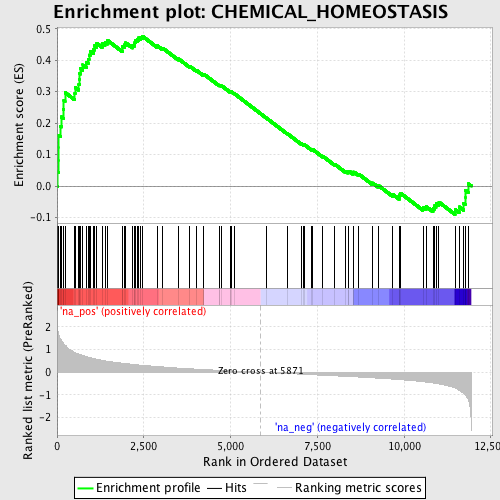 Enrichment plot: CHEMICAL_HOMEOSTASIS
Enrichment score (ES)
0.5
0.4
0.3
0.2
0.1
0.0
-0.1
'na_pos' (positively correlated)
Ranked list metric (PreRanked)
2
1
0
-1
-2
Zero cross at 5871
'na_neg' (negatively correlated)
0
2,500
5,000
7,500
10,000
12,500
Rank in Ordered Dataset
Enrichment profile
Hits
Ranking metric scores